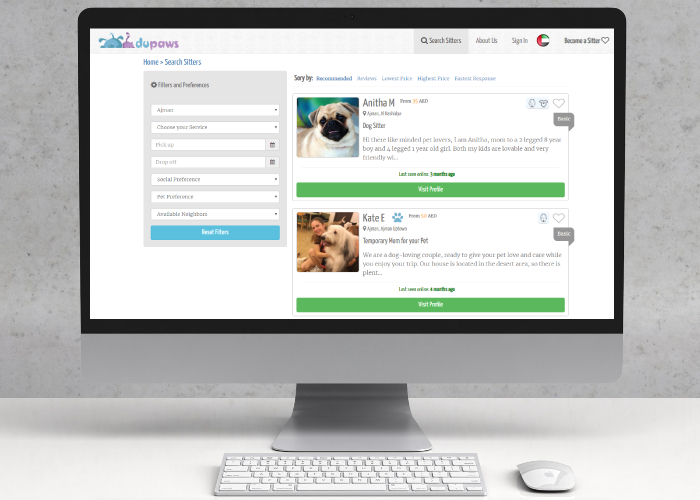 dupaws
Search Sitters
About Us
Sign In
Become a Sitter
Home > Search Sitters
Filters and Preferences
Ajman
Choose your Service
Pick up
Drop off
Social Preference
Pet Preference
Available Neighbors
Reset Filters
Sory by: Recommended Reviews Lowest Price Highest Price Fastest Response
Anitha M From 35 AED
Basic
Ajman, Al Rashidya
Dog Sitter
Hi there like minded pet lovers, I am Anitha, mom to a 2 legged 8 year
boy and 4 legged 1 year old girl. Both my kids are lovable and very
friendly wi...
Last seen online: 3 months ago
Visit Profile
Kate E From 50 AED
Basic
Ajman, Ajman Uptown
Temporary Mom for your Pet
We are a dog-loving couple, ready to give your pet love and care while
you enjoy your trip. Our house is located in the desert area, so there is
plent...
Last seen online: 4 months ago
Visit Profile